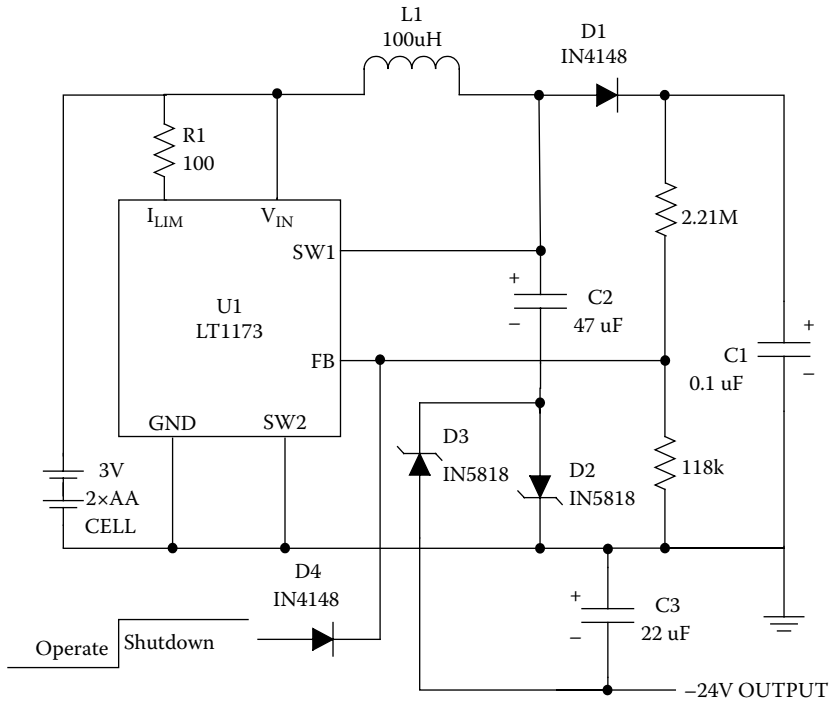 L1
100uH
D1
IN4148
R1
100
I_LIM
V_IN
SW1
2.21M
U1
LT1173
+
C2
47 uF
−
FB
+
C1
0.1 uF
−
GND
SW2
D3
IN5818
D2
IN5818
118k
3V
2×AA
CELL
D4
IN4148
+
C3
22 uF
−
Operate
Shutdown
−24V OUTPUT